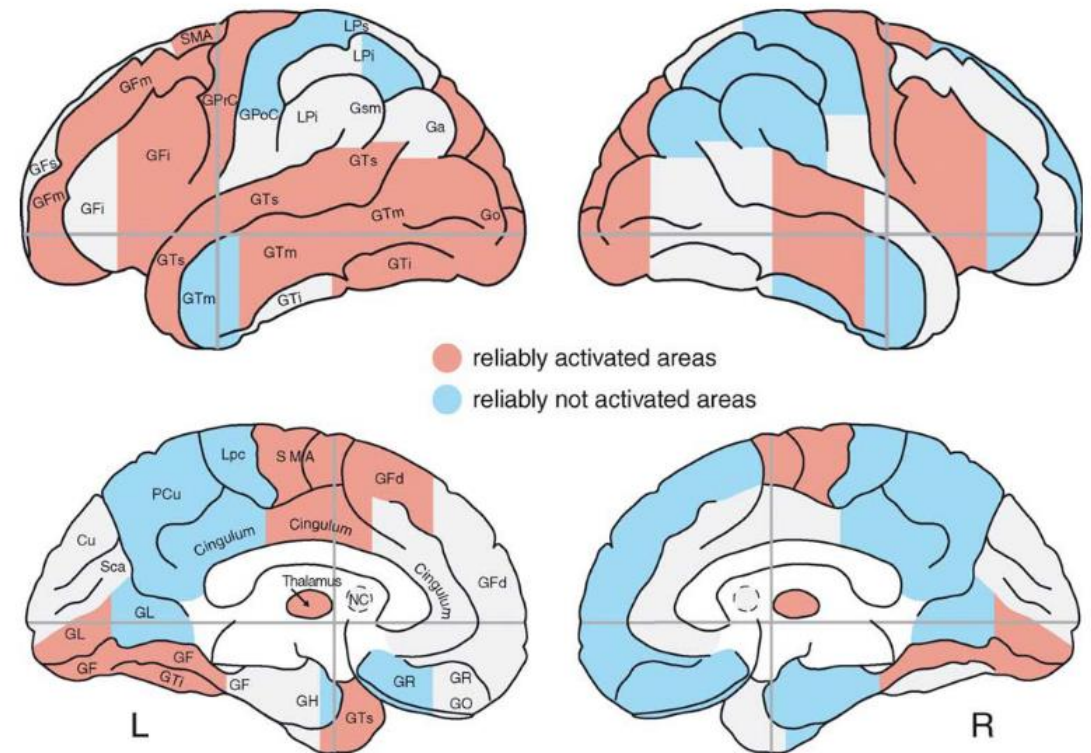 SMA
LPs
LPi
GFm
GPrC
GPoC
LPi
Gsm
Ga
GFi
GTs
GFs
GFm
GFi
GTs
GTm
Go
GTs
GTm
GTi
GTm
GTi
reliably activated areas
reliably not activated areas
Lpc
SMA
GFd
PCu
Cingulum
Cingulum
Cu
Sca
Thalamus
NC
Cingulum
GFd
GL
GL
GF
GF
GTi
GF
GH
GR
GR
GTs
GO
L
R